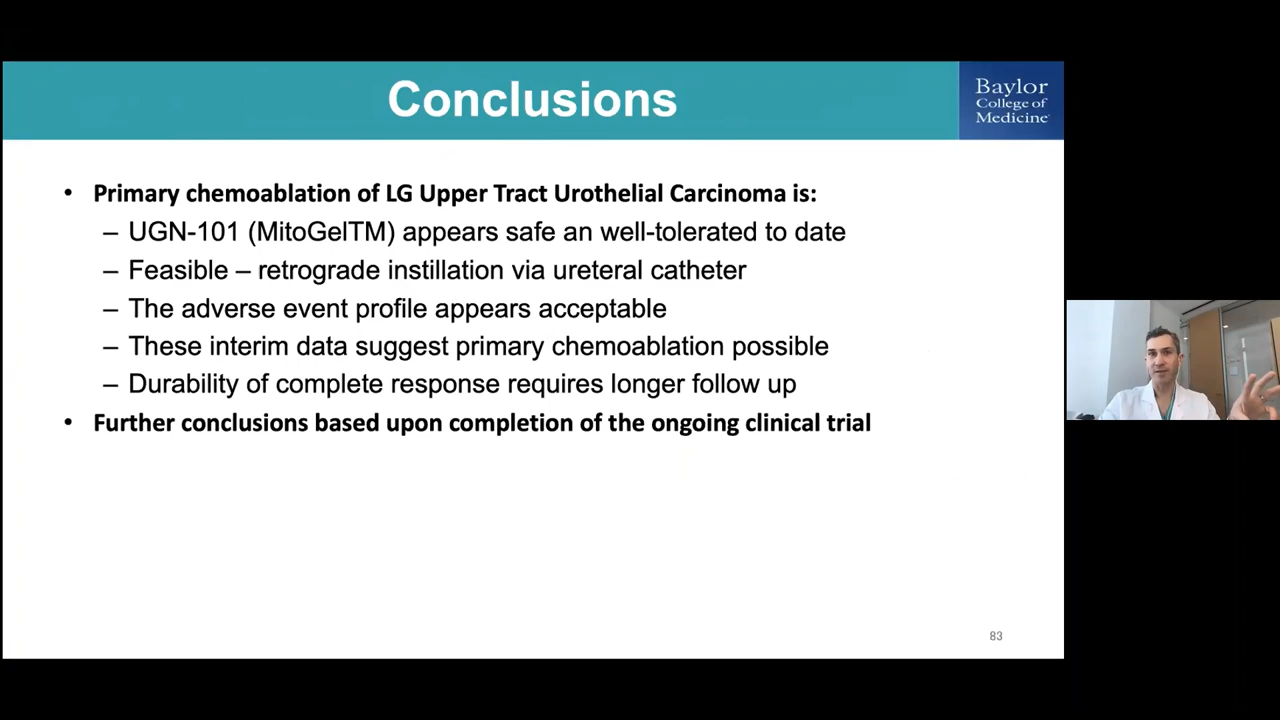 Conclusions
Baylor
College of
Medicine
• Primary chemoablation of LG Upper Tract Urothelial Carcinoma is:
– UGN-101 (MitoGelTM) appears safe an well-tolerated to date
– Feasible – retrograde instillation via ureteral catheter
– The adverse event profile appears acceptable
– These interim data suggest primary chemoablation possible
– Durability of complete response requires longer follow up
• Further conclusions based upon completion of the ongoing clinical trial
83